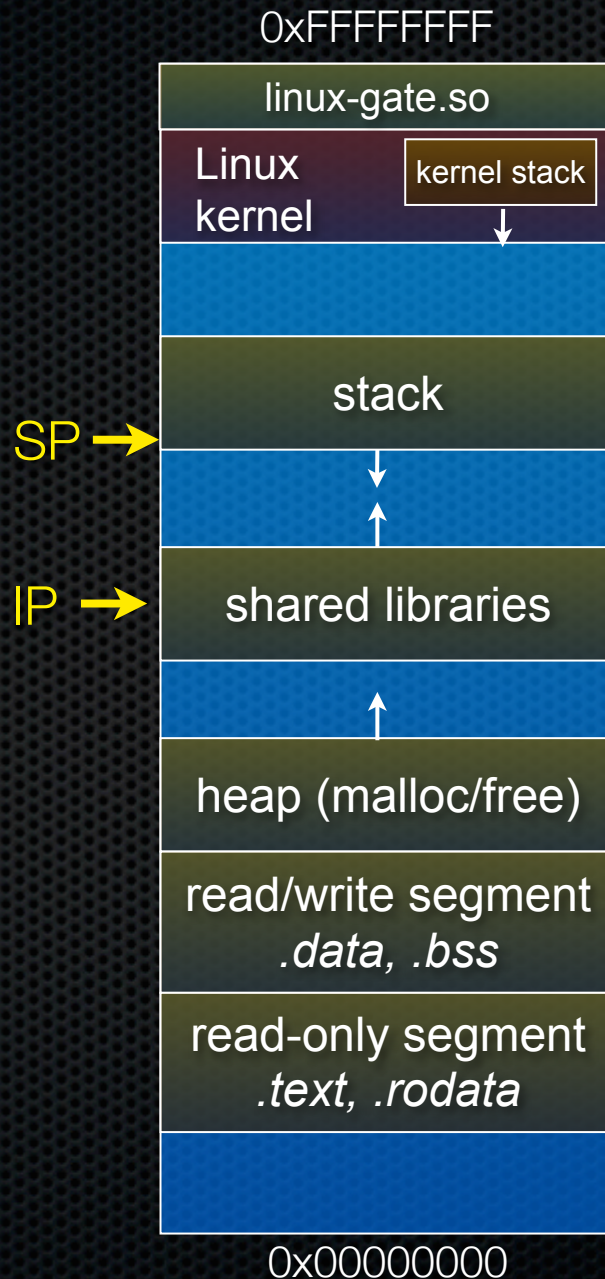 0xFFFFFFFF
linux-gate.so
Linux
kernel
kernel stack
stack
SP
IP
shared libraries
heap (malloc/free)
read/write segment
.data, .bss
read-only segment
.text, .rodata
0x00000000